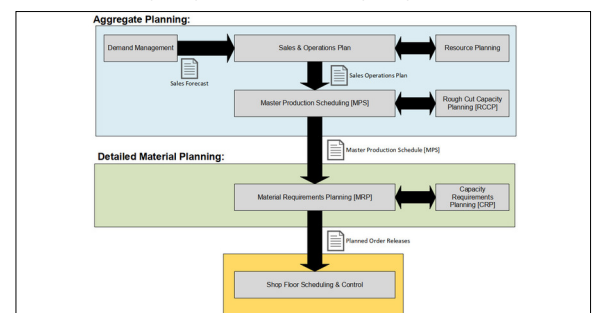 Aggregate Planning:
Demand Management
Sales & Operations Plan
Resource Planning
Sales Forecast
Sales Operations Plan
Master Production Scheduling [MPS]
Rough Cut Capacity
Planning [RCCP]
Master Production Schedule [MPS]
Detailed Material Planning:
Material Requirements Planning [MRP]
Capacity
Requirements
Planning [CRP]
Planned Order Releases
Shop Floor Scheduling & Control